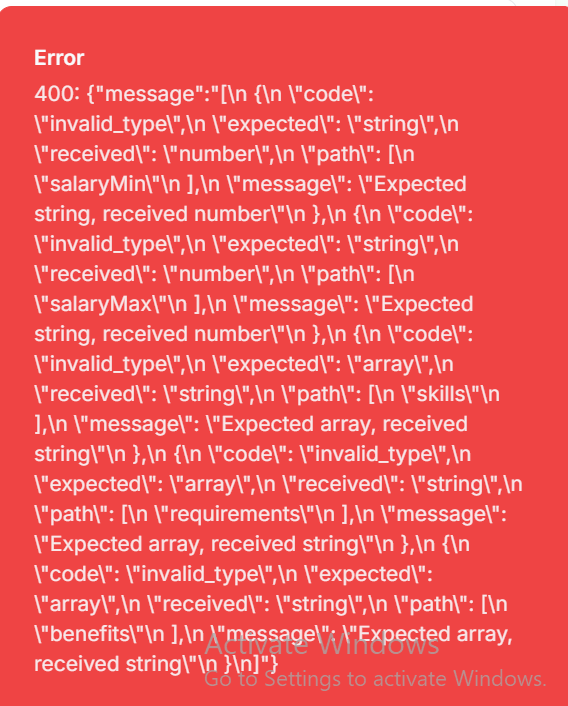 Error
400: {"message":"[\n {\n \"code\":
\"invalid_type\",\n \"expected\": \"string\",\n
\"received\": \"number\",\n \"path\": [\n
\"salaryMin\"\n ],\n \"message\": \"Expected
string, received number\"\n },\n {\n \"code\":
\"invalid_type\",\n \"expected\": \"string\",\n
\"received\": \"number\",\n \"path\": [\n
\"salaryMax\"\n ],\n \"message\": \"Expected
string, received number\"\n },\n {\n \"code\":
\"invalid_type\",\n \"expected\": \"array\",\n
\"received\": \"string\",\n \"path\": [\n \"skills\"\n
],\n \"message\": \"Expected array, received
string\"\n },\n {\n \"code\": \"invalid_type\",\n
\"expected\": \"array\",\n \"received\": \"string\",\n
\"path\": [\n \"requirements\"\n ],\n \"message\":
\"Expected array, received string\"\n },\n {\n
\"code\": \"invalid_type\",\n \"expected\":
\"array\",\n \"received\": \"string\",\n \"path\": [\n
\"benefits\"\n ],\n \"message\": \"Expected array,
received string\"\n }\n]"}
Activate Windows
Go to Settings to activate Windows.